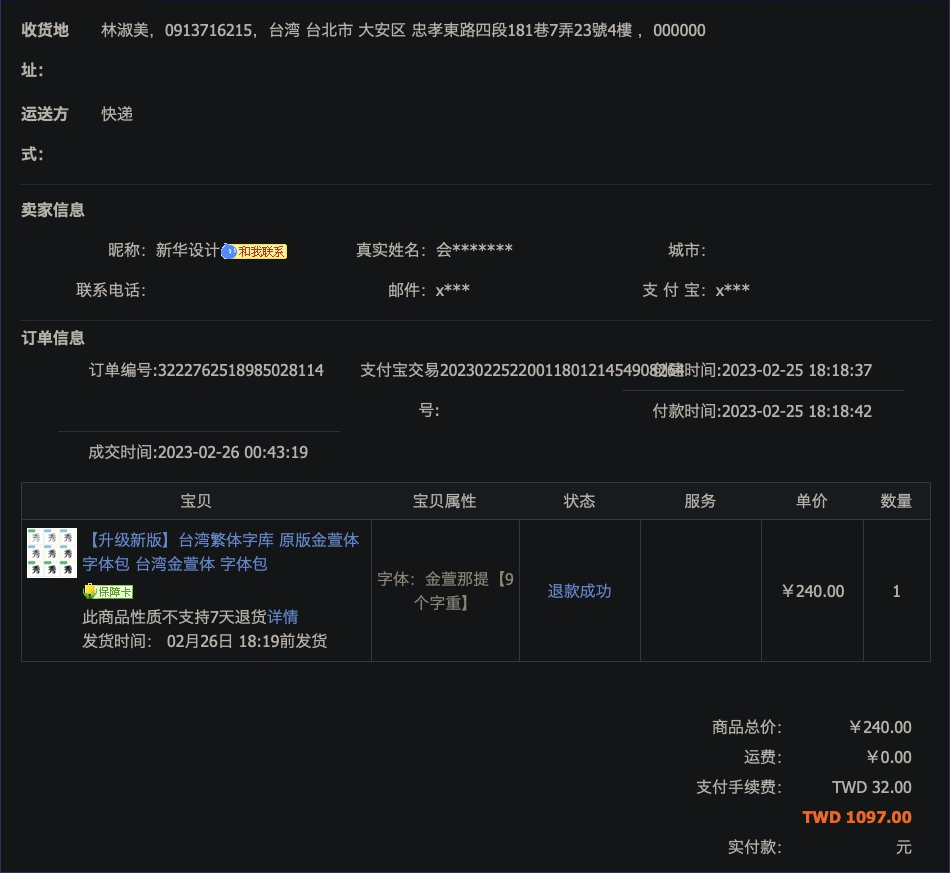 收货地 林淑美，0913716215，台湾 台北市 大安区 忠孝東路四段181巷7弄23號4樓 ，000000
址：
运送方 快递
式：
卖家信息
昵称：新华设计 和我联系 真实姓名：会******* 城市：
联系电话： 邮件：x*** 支 付 宝：x***
订单信息
订单编号:3222762518985028114 支付宝交易 创建时间:2023-02-25 18:18:37
号: 付款时间:2023-02-25 18:18:42
成交时间:2023-02-26 00:43:19
宝贝 宝贝属性 状态 服务 单价 数量
秀 秀 秀
秀 秀 秀
秀 秀 秀
【升级新版】台湾繁体字库 原版金萱体
字体包 台湾金萱体 字体包
保障卡
字体：金萱那提【9
个字重】
退款成功 ￥240.00 1
此商品性质不支持7天退货详情
发货时间： 02月26日 18:19前发货
商品总价： ￥240.00
运费： ￥0.00
支付手续费： TWD 32.00
TWD 1097.00
实付款： 元